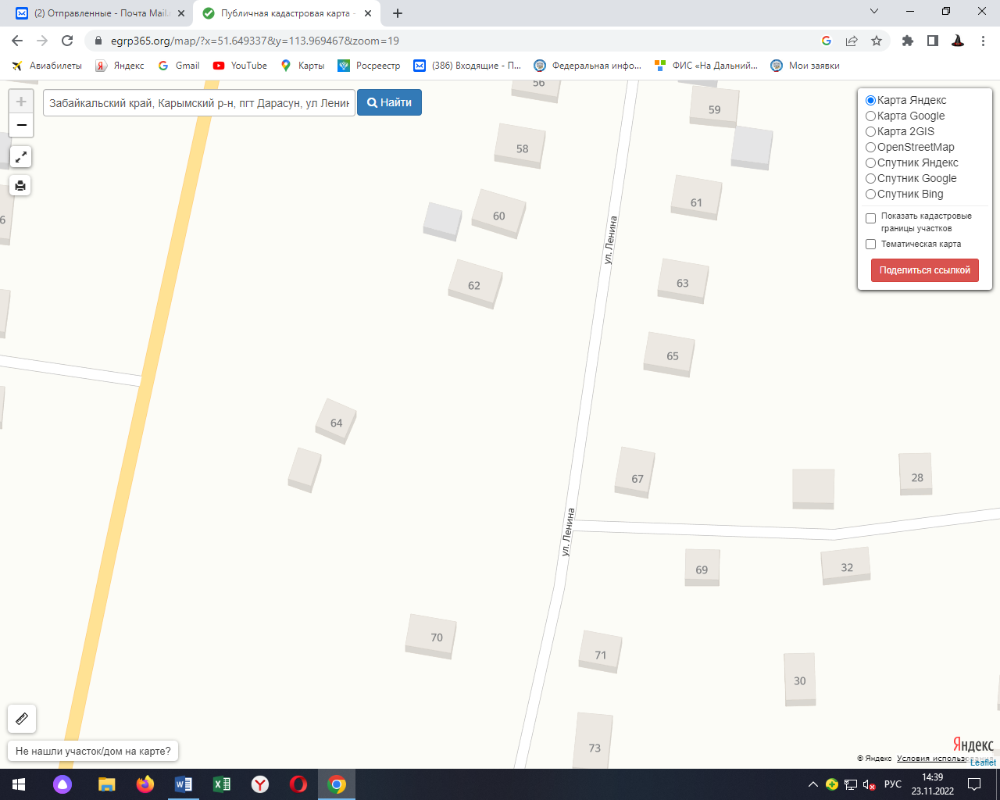 (2) Отправленные - Почта Mail.
Публичная кадастровая карта -
egrp365.org/map/?x=51.649337&y=113.969467&zoom=19
Авиабилеты
Яндекс
Gmail
YouTube
Карты
Росреестр
(386) Входящие - П...
Федеральная инфо...
ФИС «На Дальний...
Мои заявки
+
−
Забайкальский край, Карымский р-н, пгт Дарасун, ул Ленин
Найти
Карта Яндекс
Карта Google
Карта 2GIS
OpenStreetMap
Спутник Яндекс
Спутник Google
Спутник Bing
Показать кадастровые
границы участков
Тематическая карта
Поделиться ссылкой
56
59
58
61
60
6
ул. Ленина
62
63
65
64
67
28
ул. Ленина
69
32
70
71
30
73
Не нашли участок/дом на карте?
Яндекс
© Яндекс Условия использования
Leaflet
РУС
14:39
23.11.2022